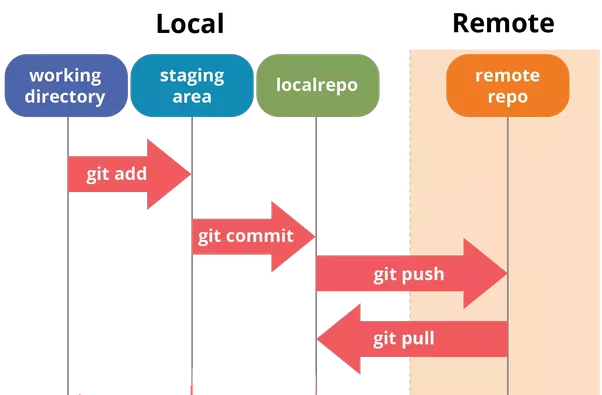 Local
Remote
working
directory
staging
area
localrepo
remote
repo
git add
git commit
git push
git pull